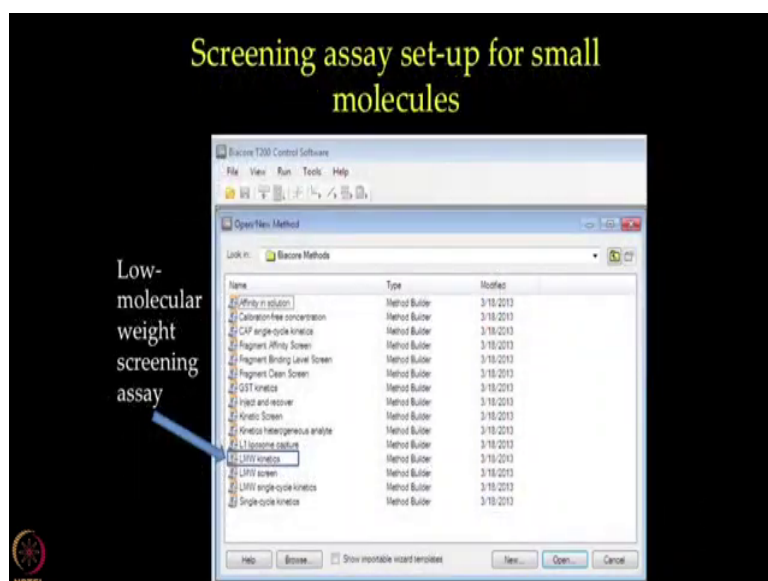 Screening assay set-up for small
molecules
Biacore T200 Control Software
File View Run Tools Help
Open/New Method
Look in: Biacore Methods
Name Type Modified
Affinity in solution Method Builder 3/18/2013
Calibration-free concentration Method Builder 3/18/2013
CAP single-cycle kinetics Method Builder 3/18/2013
Fragment Affinity Screen Method Builder 3/18/2013
Fragment Binding Level Screen Method Builder 3/18/2013
Fragment Clean Screen Method Builder 3/18/2013
GST kinetics Method Builder 3/18/2013
Inject and recover Method Builder 3/18/2013
Kinetic Screen Method Builder 3/18/2013
Kinetics heterogeneous analyte Method Builder 3/18/2013
L1 liposome capture Method Builder 3/18/2013
LMW kinetics Method Builder 3/18/2013
LMW screen Method Builder 3/18/2013
LMW single-cycle kinetics Method Builder 3/18/2013
Single-cycle kinetics Method Builder 3/18/2013
Help Browse... Show importable wizard templates New... Open... Cancel
Low-
molecular
weight
screening
assay